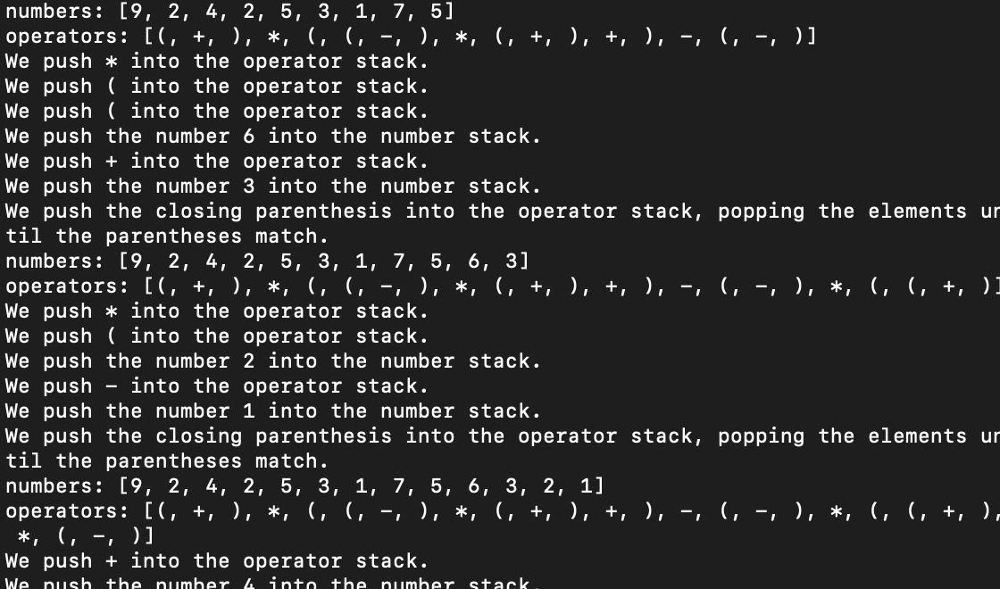 numbers: [9, 2, 4, 2, 5, 3, 1, 7, 5]
operators: [(, +, ), *, (, (, −, ), *, (, +, ), +, ), −, (, −, )]
We push * into the operator stack.
We push ( into the operator stack.
We push ( into the operator stack.
We push the number 6 into the number stack.
We push + into the operator stack.
We push the number 3 into the number stack.
We push the closing parenthesis into the operator stack, popping the elements un
til the parentheses match.
numbers: [9, 2, 4, 2, 5, 3, 1, 7, 5, 6, 3]
operators: [(, +, ), *, (, (, −, ), *, (, +, ), +, ), −, (, −, ), *, (, (, +, )]
We push * into the operator stack.
We push ( into the operator stack.
We push the number 2 into the number stack.
We push − into the operator stack.
We push the number 1 into the number stack.
We push the closing parenthesis into the operator stack, popping the elements un
til the parentheses match.
numbers: [9, 2, 4, 2, 5, 3, 1, 7, 5, 6, 3, 2, 1]
operators: [(, +, ), *, (, (, −, ), *, (, +, ), +, ), −, (, −, ), *, (, (, +, ),
*, (, −, )]
We push + into the operator stack.
We push the number 4 into the number stack.